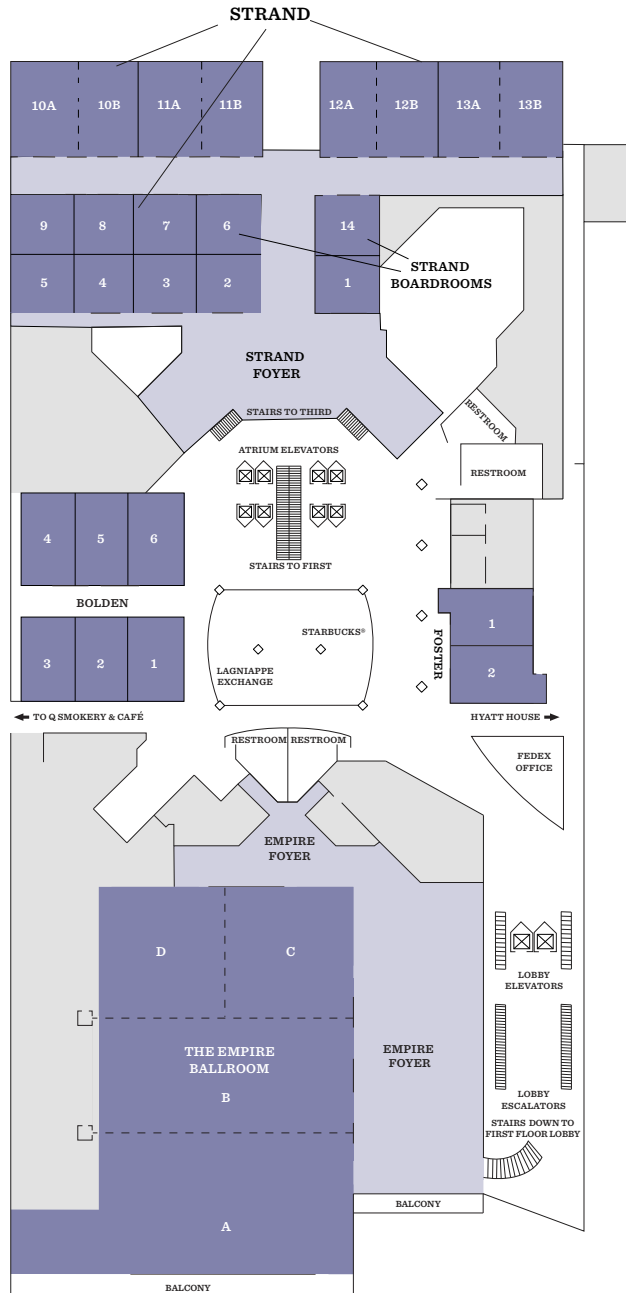 STRAND
10A
10B
11A
11B
12A
12B
13A
13B
9
8
7
6
14
5
4
3
2
1
STRAND
BOARDROOMS
STRAND
FOYER
STAIRS TO THIRD
RESTROOM
ATRIUM ELEVATORS
RESTROOM
4
5
6
STAIRS TO FIRST
BOLDEN
3
2
1
STARBUCKS®
LAGNIAPPE
EXCHANGE
FOSTER
1
2
TO Q SMOKERY & CAFÉ
HYATT HOUSE
RESTROOM
RESTROOM
FEDEX
OFFICE
EMPIRE
FOYER
D
C
LOBBY
ELEVATORS
THE EMPIRE
BALLROOM
B
EMPIRE
FOYER
LOBBY
ESCALATORS
STAIRS DOWN TO
FIRST FLOOR LOBBY
BALCONY
A
BALCONY